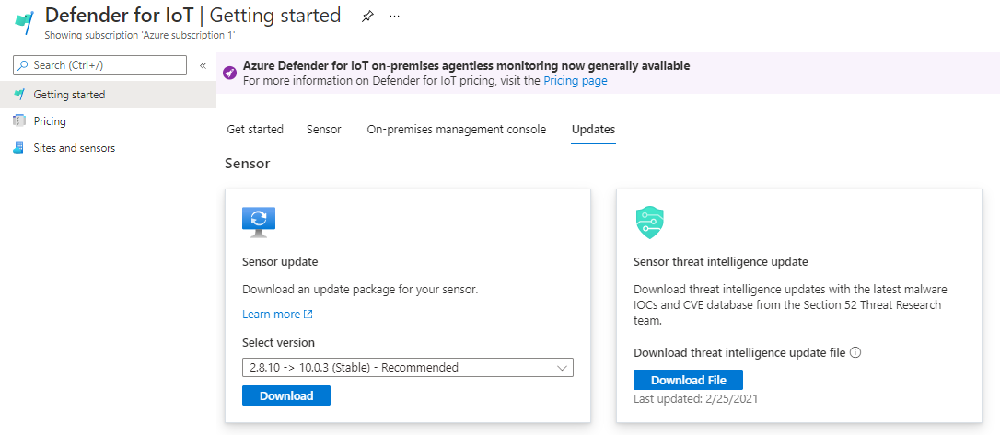 Defender for IoT | Getting started
Showing subscription 'Azure subscription 1'
Search (Ctrl+/)
Getting started
Pricing
Sites and sensors
Azure Defender for IoT on-premises agentless monitoring now generally available
For more information on Defender for IoT pricing, visit the Pricing page
Get started
Sensor
On-premises management console
Updates
Sensor
Sensor update
Download an update package for your sensor.
Learn more
Select version
2.8.10 -> 10.0.3 (Stable) - Recommended
Download
Sensor threat intelligence update
Download threat intelligence updates with the latest malware
IOCs and CVE database from the Section 52 Threat Research
team.
Download threat intelligence update file
Download File
Last updated: 2/25/2021